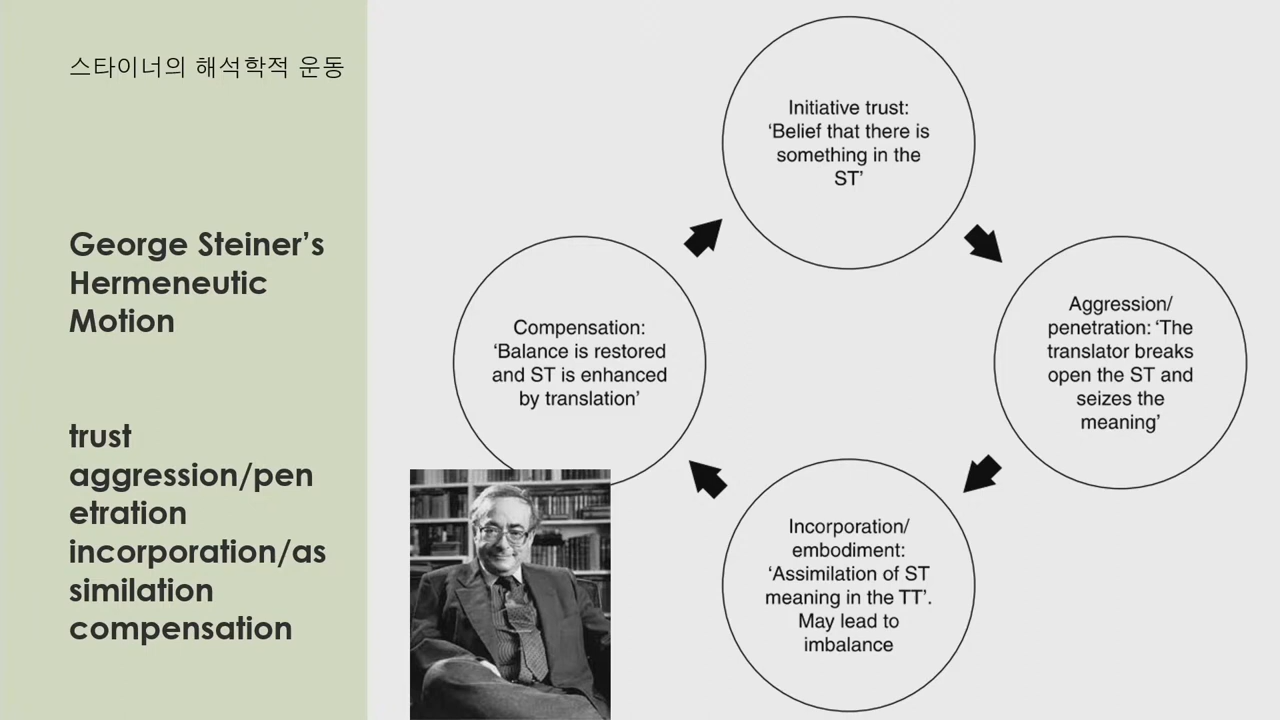 스타이너의 해석학적 운동
George Steiner’s
Hermeneutic
Motion
trust
aggression/pen
etration
incorporation/as
similation
compensation
Initiative trust:
‘Belief that there is
something in the
ST’
Aggression/
penetration: ‘The
translator breaks
open the ST and
seizes the
meaning’
Incorporation/
embodiment:
‘Assimilation of ST
meaning in the TT’.
May lead to
imbalance
Compensation:
‘Balance is restored
and ST is enhanced
by translation’